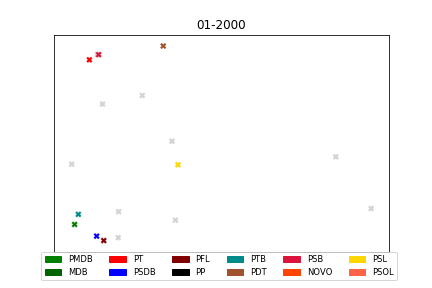 01-2000
PMDB PT PFL PTB PSB PSL
MDB PSDB PP PDT NOVO PSOL